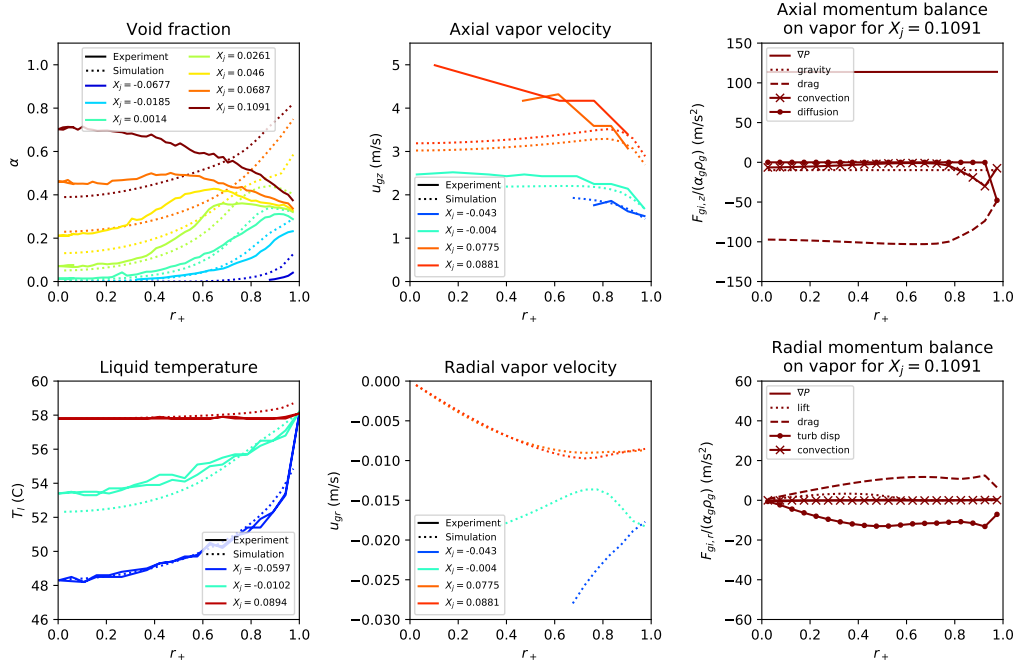 Void fraction
1.0
0.8
0.6
0.4
0.2
0.0
α
Experiment
Simulation
X_j = -0.0677
X_j = -0.0185
X_j = 0.0014
X_j = 0.0261
X_j = 0.046
X_j = 0.0687
X_j = 0.1091
0.0 0.2 0.4 0.6 0.8 1.0
r_+
Axial vapor velocity
5
4
3
2
1
0
u_gz (m/s)
Experiment
Simulation
X_j = -0.043
X_j = -0.004
X_j = 0.0775
X_j = 0.0881
0.0 0.2 0.4 0.6 0.8 1.0
r_+
Axial momentum balance
on vapor for X_j = 0.1091
150
100
50
0
−50
−100
−150
F_gi,z/(α_gρ_g) (m/s²)
∇P
gravity
drag
convection
diffusion
0.0 0.2 0.4 0.6 0.8 1.0
r_+
Liquid temperature
60
58
56
54
52
50
48
46
T_l (C)
Experiment
Simulation
X_j = -0.0597
X_j = -0.0102
X_j = 0.0894
0.0 0.2 0.4 0.6 0.8 1.0
r_+
Radial vapor velocity
0.000
−0.005
−0.010
−0.015
−0.020
−0.025
−0.030
u_gr (m/s)
Experiment
Simulation
X_j = -0.043
X_j = -0.004
X_j = 0.0775
X_j = 0.0881
0.0 0.2 0.4 0.6 0.8 1.0
r_+
Radial momentum balance
on vapor for X_j = 0.1091
60
40
20
0
−20
−40
−60
F_gi,r/(α_gρ_g) (m/s²)
∇P
lift
drag
turb disp
convection
0.0 0.2 0.4 0.6 0.8 1.0
r_+